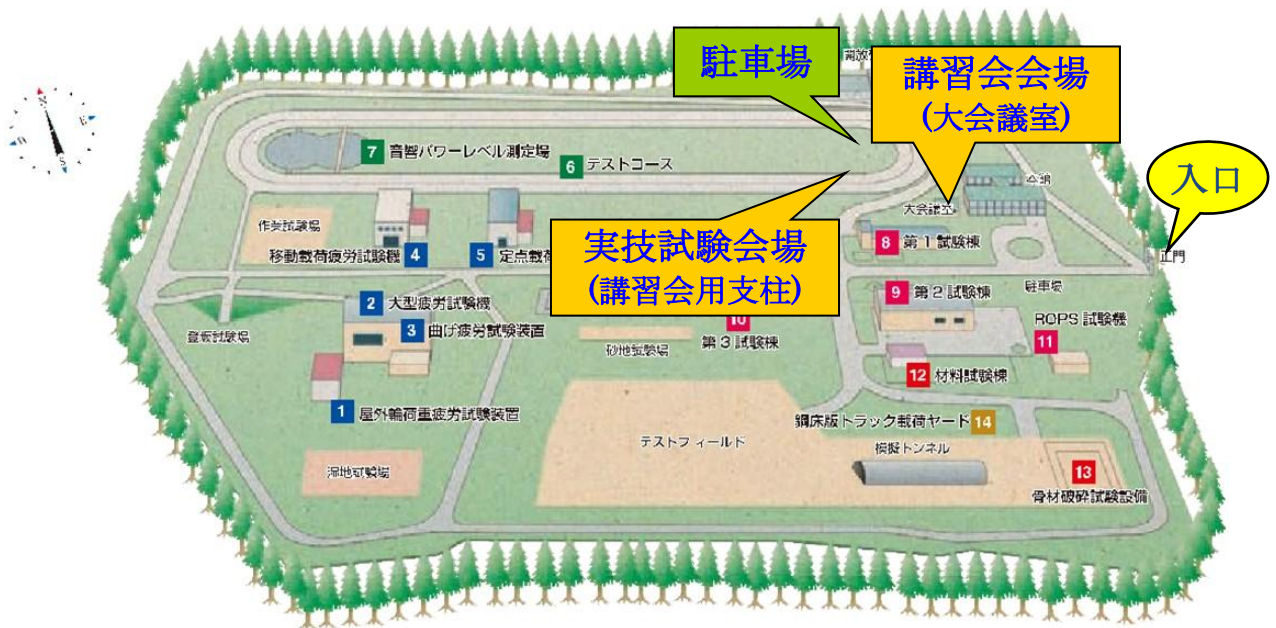 駐車場
講習会会場
(大会議室)
入口
7 音響パワーレベル測定場
6 テストコース
本館
大会議室
作業試験場
移動載荷疲労試験機 4
5 定点載荷
実技試験会場
(講習会用支柱)
8 第1試験棟
正門
駐車場
2 大型疲労試験機
3 曲げ疲労試験装置
登坂試験場
9 第2試験棟
ROPS 試験機
11
10
第3試験棟
砂地試験場
12 材料試験棟
1 屋外輪荷重疲労試験装置
鋼床版トラック載荷ヤード 14
テストフィールド
模擬トンネル
湿地試験場
13
骨材破砕試験設備
N
E
S